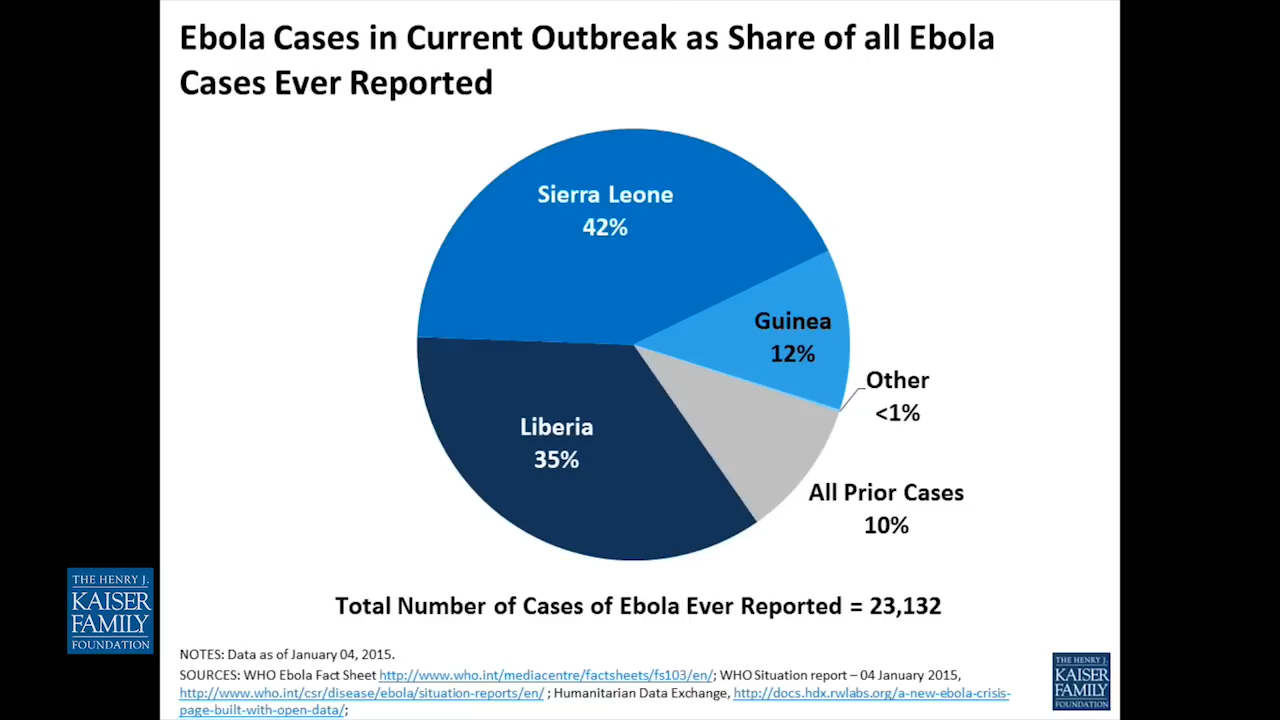 Ebola Cases in Current Outbreak as Share of all Ebola
Cases Ever Reported
Sierra Leone
42%
Guinea
12%
Other
<1%
Liberia
35%
All Prior Cases
10%
Total Number of Cases of Ebola Ever Reported = 23,132
THE HENRY J.
KAISER
FAMILY
FOUNDATION
NOTES: Data as of January 04, 2015.
SOURCES: WHO Ebola Fact Sheet http://www.who.int/mediacentre/factsheets/fs103/en/; WHO Situation report – 04 January 2015,
http://www.who.int/csr/disease/ebola/situation-reports/en/ ; Humanitarian Data Exchange, http://docs.hdx.rwlabs.org/a-new-ebola-crisis-
page-built-with-open-data/;
THE HENRY J.
KAISER
FAMILY
FOUNDATION